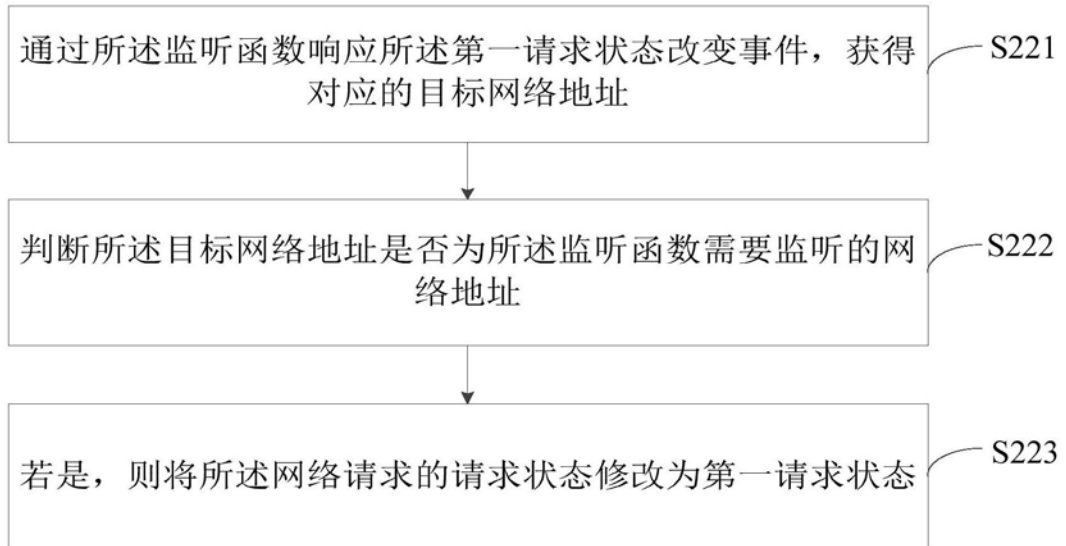 通过所述监听函数响应所述第一请求状态改变事件，获得
对应的目标网络地址
S221
判断所述目标网络地址是否为所述监听函数需要监听的网
络地址
S222
若是，则将所述网络请求的请求状态修改为第一请求状态
S223